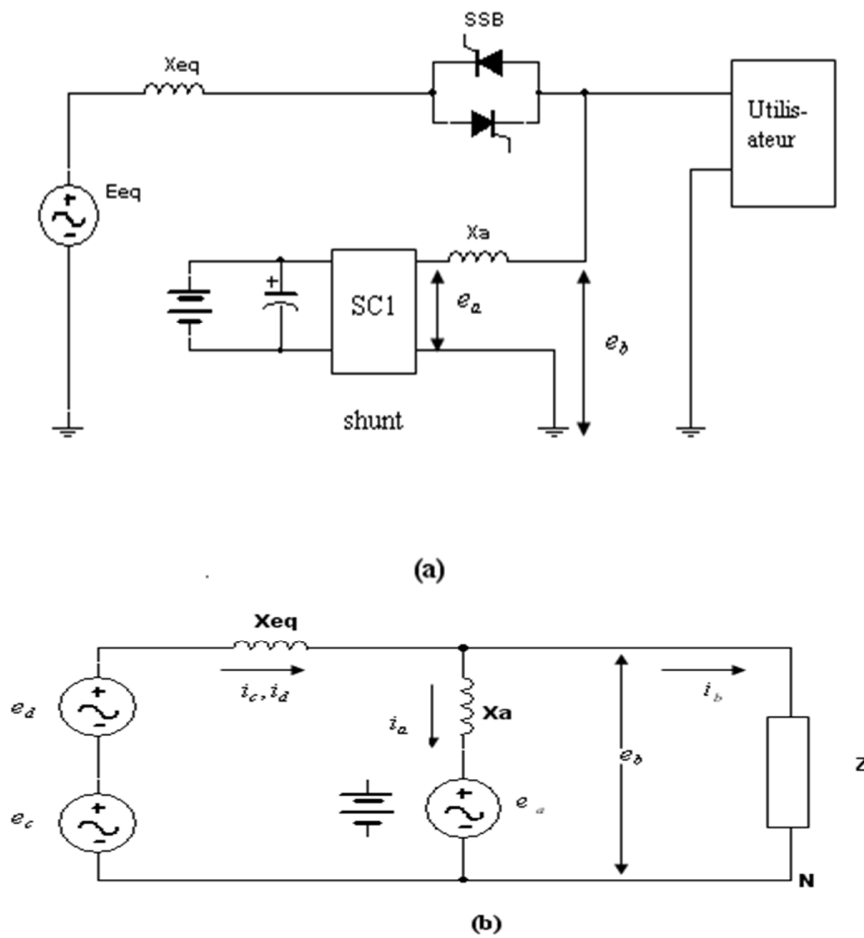 SSB
Xeq
Utilis-
ateur
Eeq
+
-
Xa
+
SC1
e_a
e_b
shunt
(a)
Xeq
i_c, i_d
i_b
e_d
+
-
i_a
Xa
e_b
Z
e_c
+
-
+
-
e_a
N
(b)